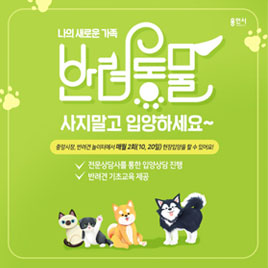 용인시
나의 새로운 가족
반려동물
사지말고 입양하세요~
중앙시장, 반려견 놀이터에서 매월 2회(10, 20일) 현장입양을 할 수 있어요!
✓ 전문상담사를 통한 입양상담 진행
✓ 반려견 기초교육 제공